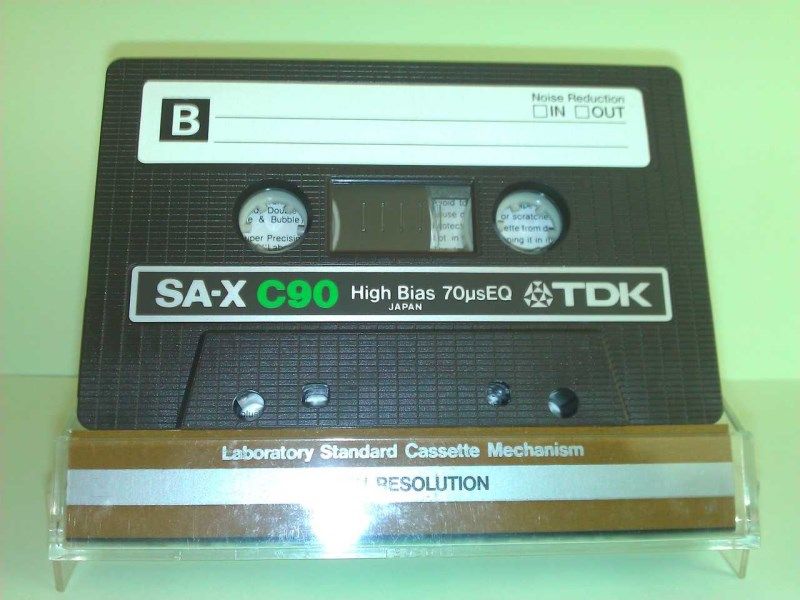 B
Noise Reduction
IN OUT
SA-X C90 High Bias 70µsEQ TDK
JAPAN
Laboratory Standard Cassette Mechanism
RESOLUTION